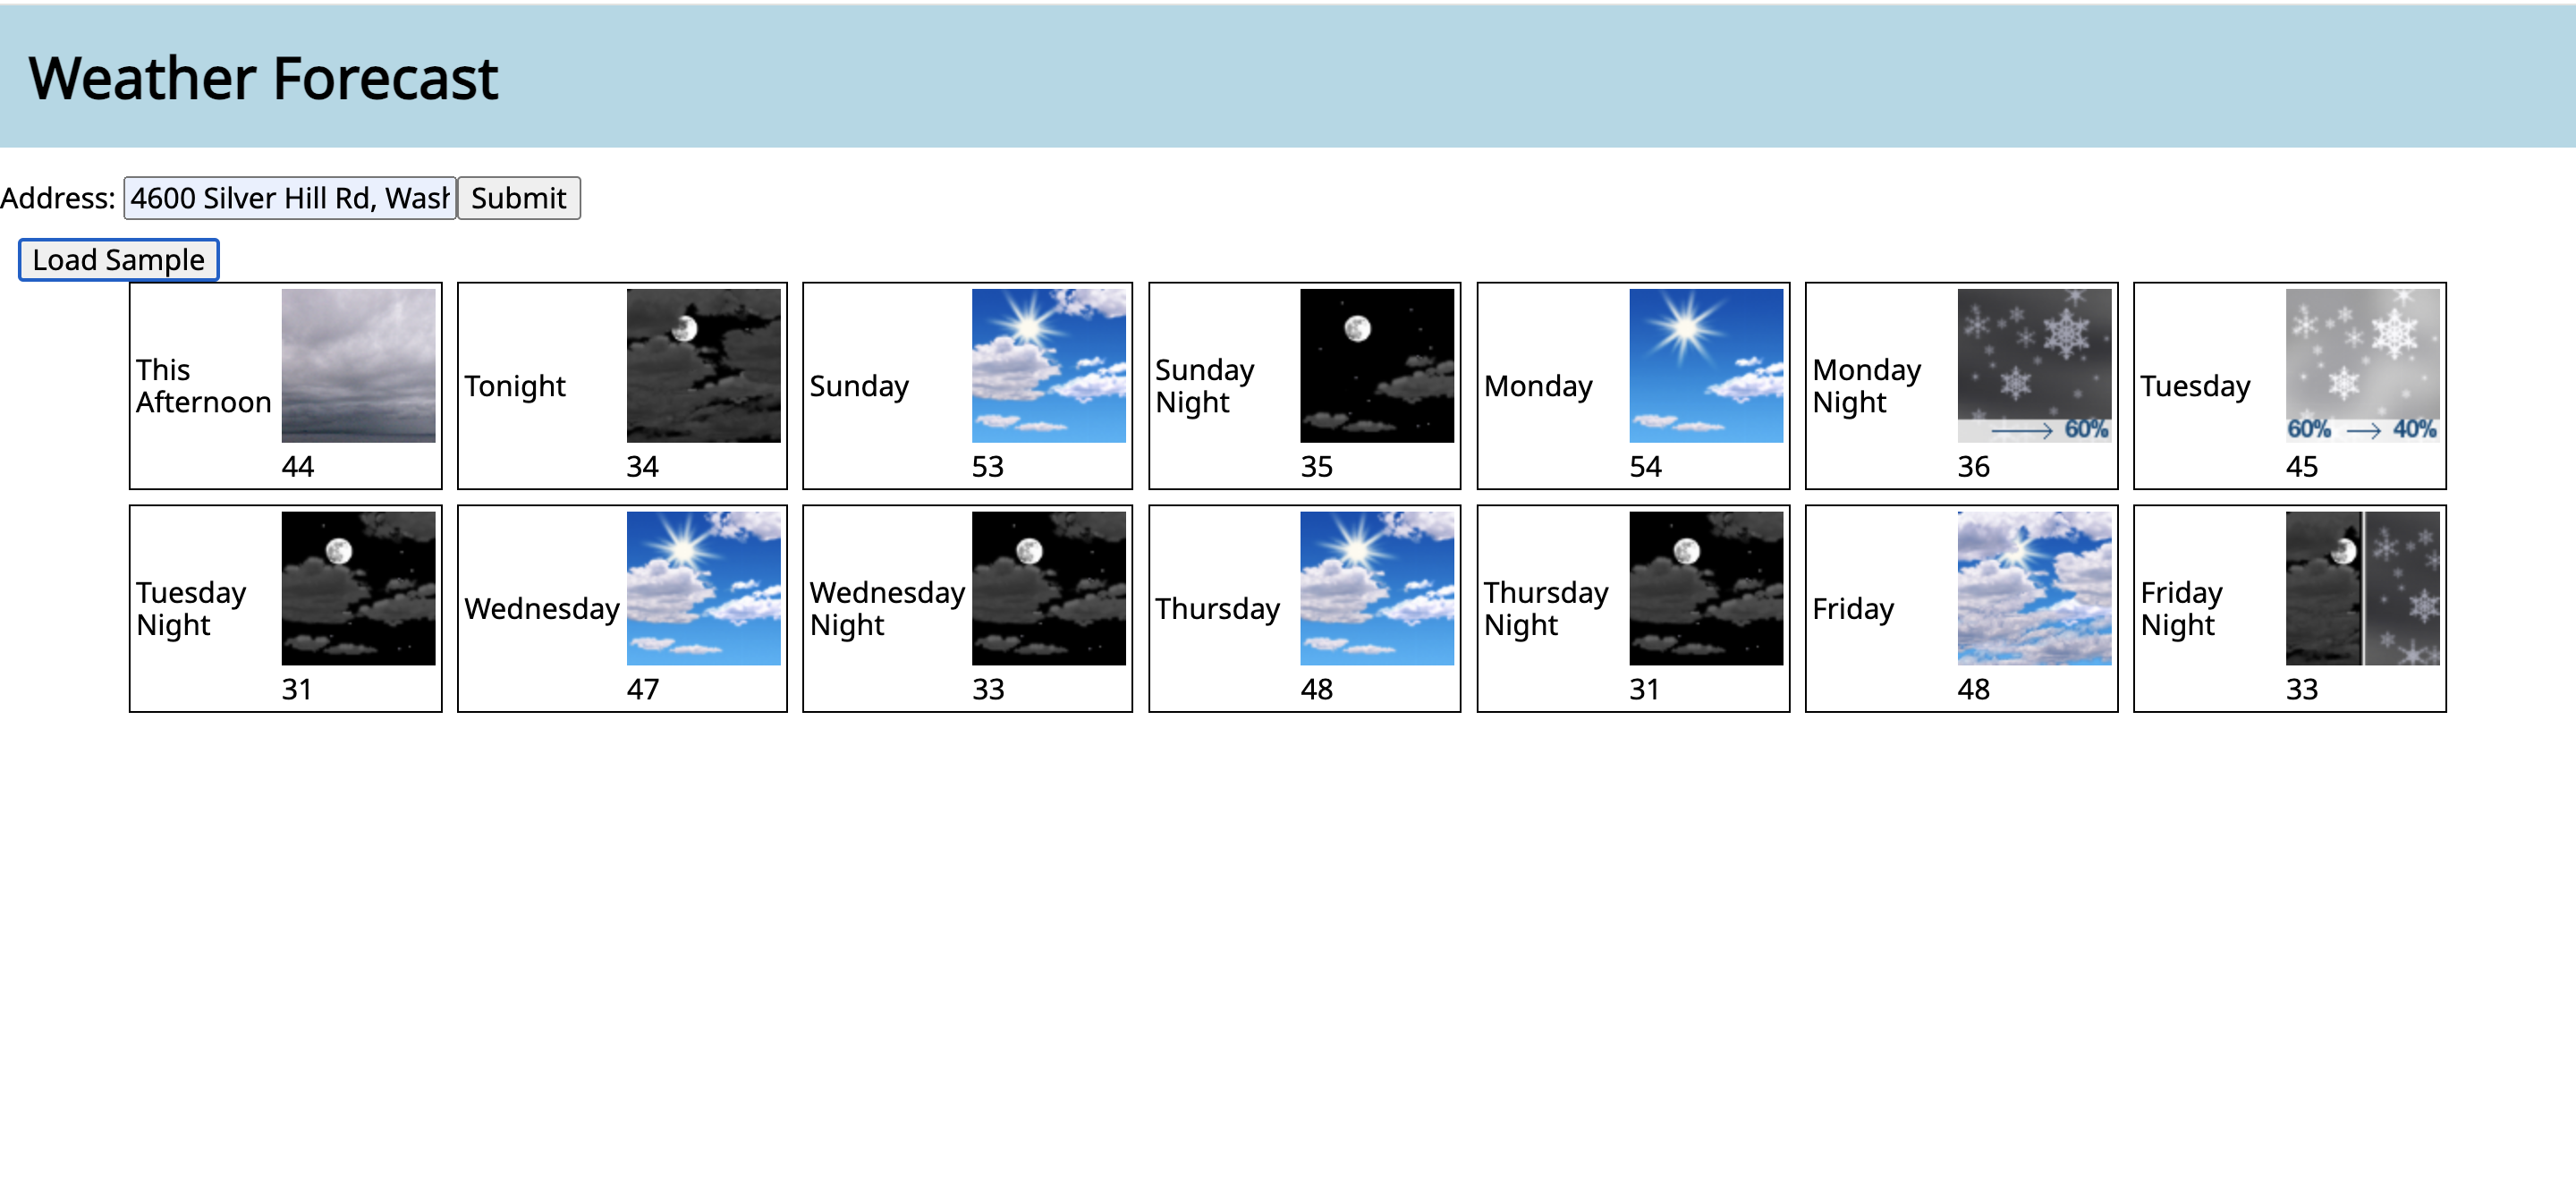 Weather Forecast
Address: 4600 Silver Hill Rd, Wash Submit
Load Sample
This
Afternoon
44
Tonight
34
Sunday
53
Sunday
Night
35
Monday
54
Monday
Night
60%
36
Tuesday
60% 40%
45
Tuesday
Night
31
Wednesday
47
Wednesday
Night
33
Thursday
48
Thursday
Night
31
Friday
48
Friday
Night
33